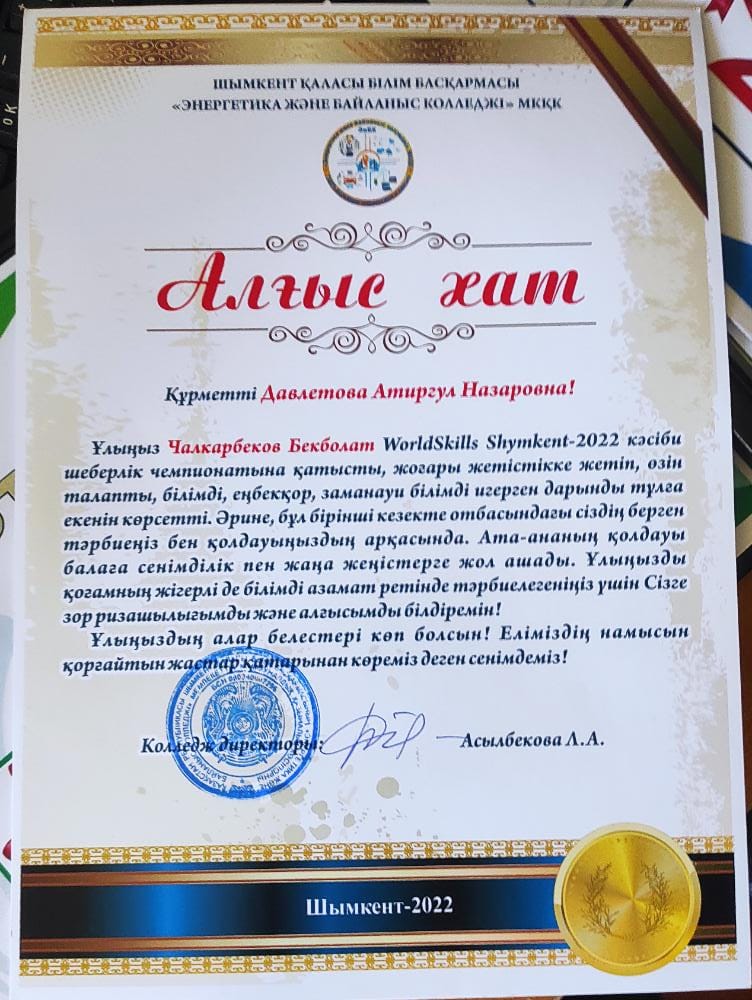 ШЫМКЕНТ ҚАЛАСЫ БІЛІМ БАСҚАРМАСЫ
«ЭНЕРГЕТИКА ЖӘНЕ БАЙЛАНЫС КОЛЛЕДЖІ» МКҚК
Алғыс хат
Құрметті Давлетова Атиргул Назаровна!
Ұлыңыз Чалкарбеков Бекболат WorldSkills Shymkent-2022 кәсіби
шеберлік чемпионатына қатысты, жоғары жетістікке жетіп, өзін
талапты, білімді, еңбекқор, заманауи білімді игерген дарынды тұлға
екенін көрсетті. Әрине, бұл бірінші кезекте отбасындағы сіздің берген
тәрбиеңіз бен қолдауыңыздың арқасында. Ата-ананың қолдауы
балаға сенімділік пен жаңа жеңістерге жол ашады. Ұлыңызды
қоғамның жігерлі де білімді азамат ретінде тәрбиелегеніңіз үшін Сізге
зор ризашылығымды және алғысымды білдіремін!
Ұлыңыздың алар белестері көп болсын! Еліміздің намысын
қорғайтын жастар қатарынан көреміз деген сенімдеміз!
Колледж директоры: Асылбекова Л.А.
Шымкент-2022